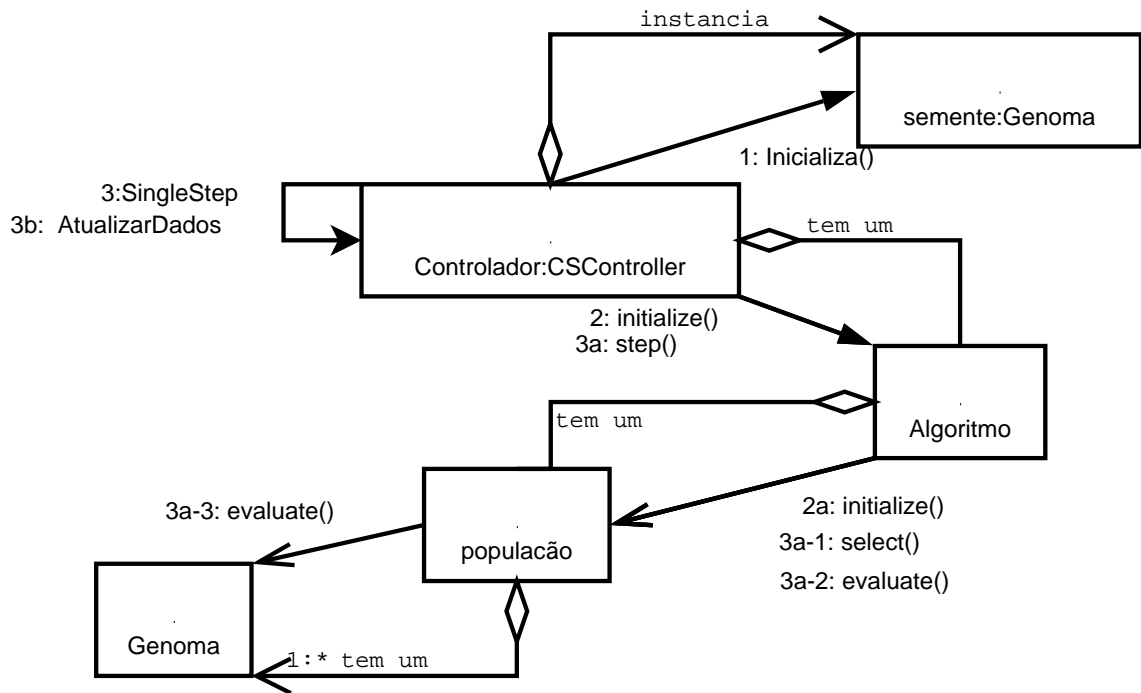 instancia
semente:Genoma
1: Inicializa()
3:SingleStep
3b: AtualizarDados
tem um
Controlador:CSController
2: initialize()
3a: step()
tem um
Algoritmo
3a-3: evaluate()
2a: initialize()
3a-1: select()
populacão
3a-2: evaluate()
Genoma
1:* tem um